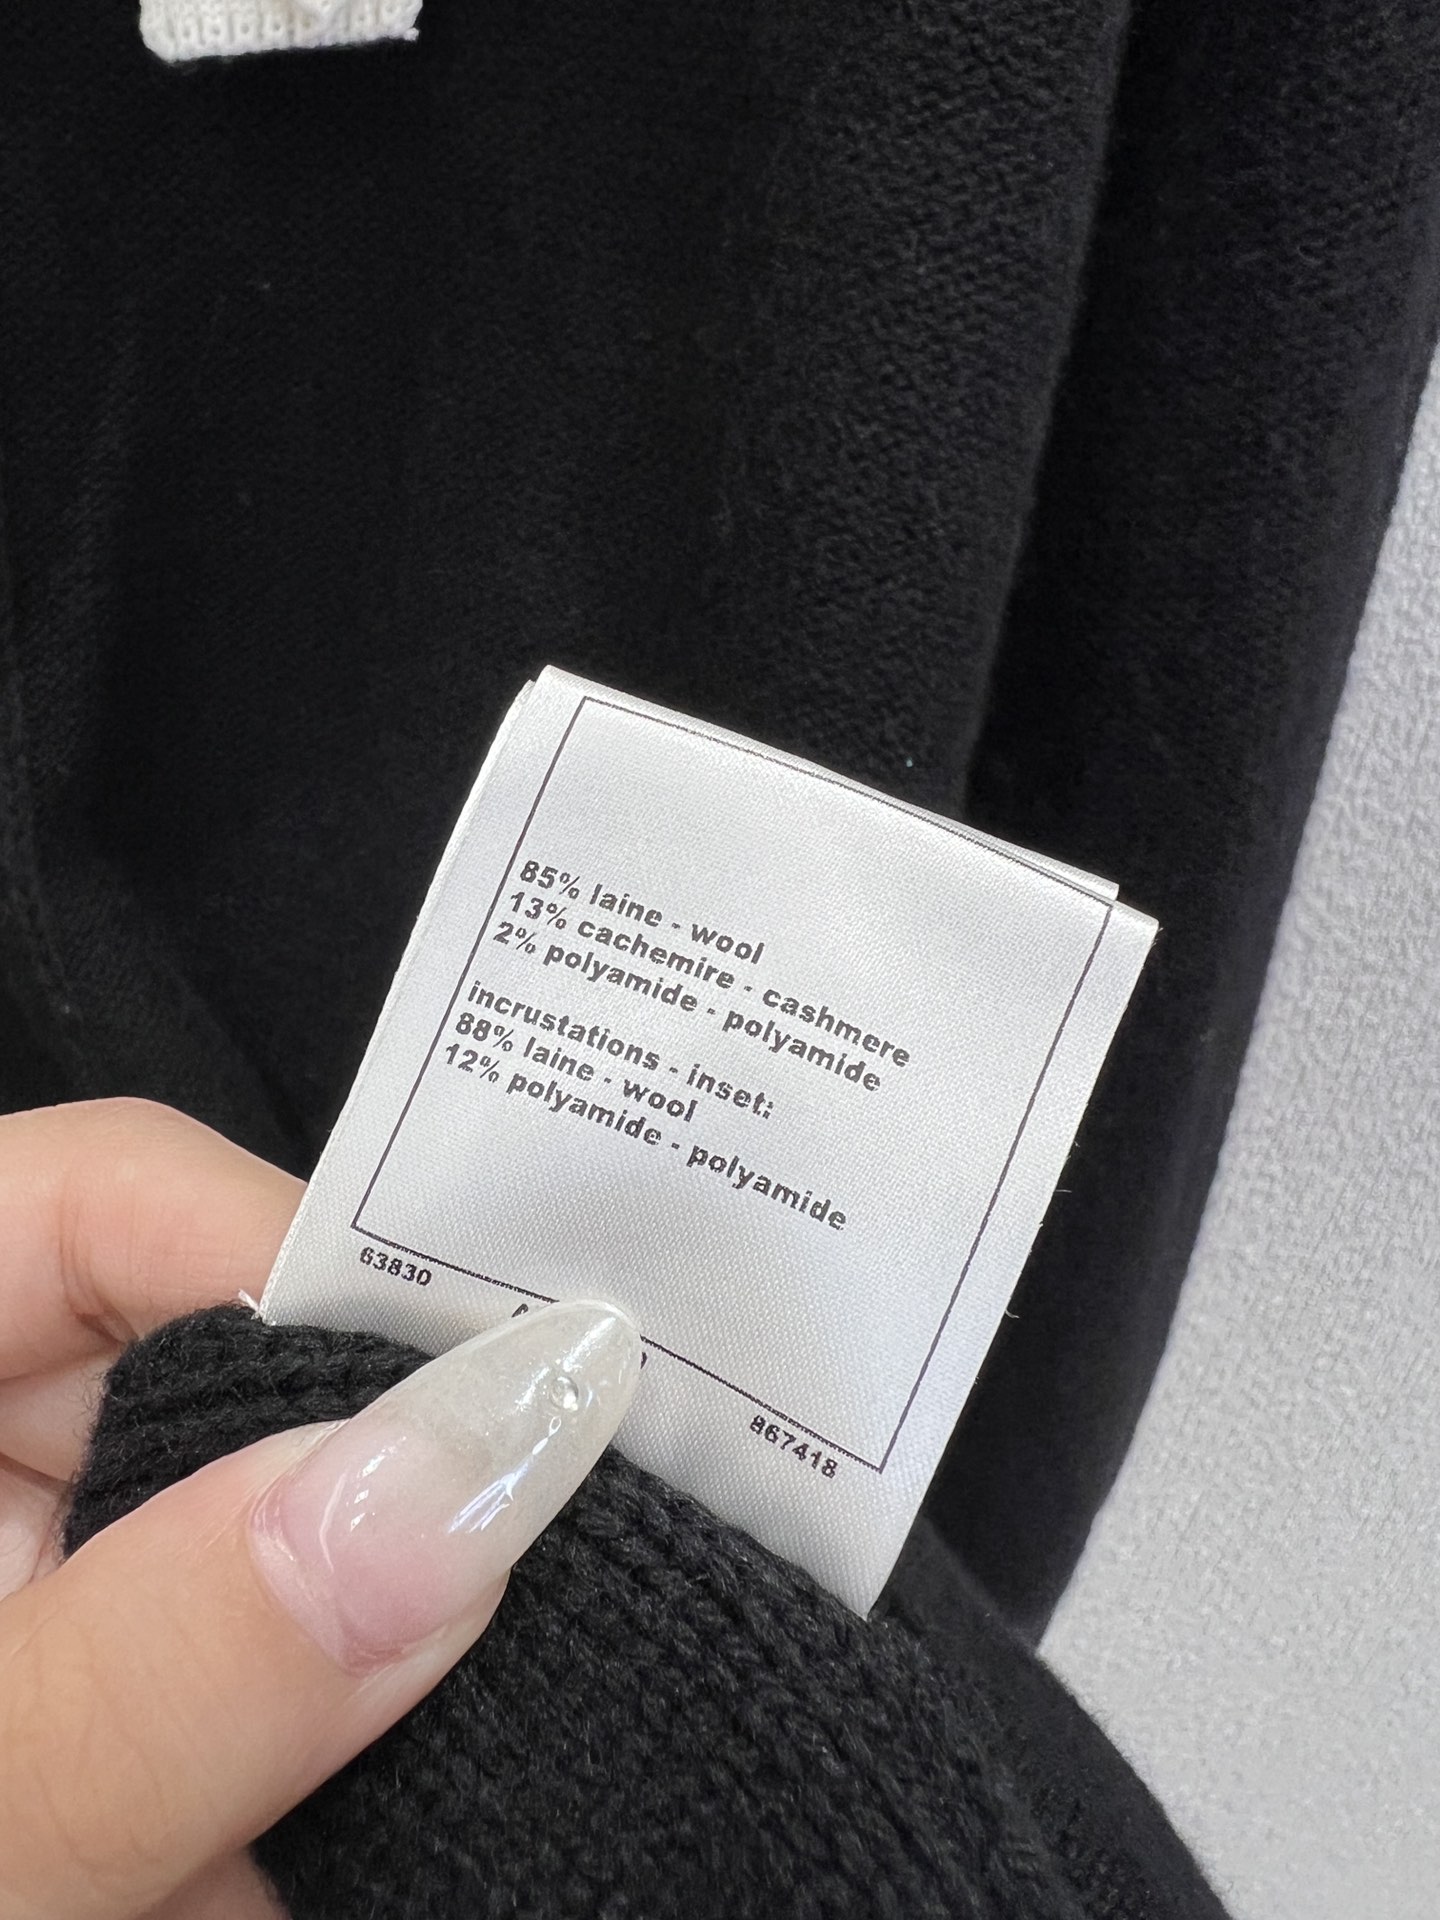 85% laine - wool
13% cachemire - cashmere
2% polyamide - polyamide
incrustations - inset:
88% laine - wool
12% polyamide - polyamide
63830
867418